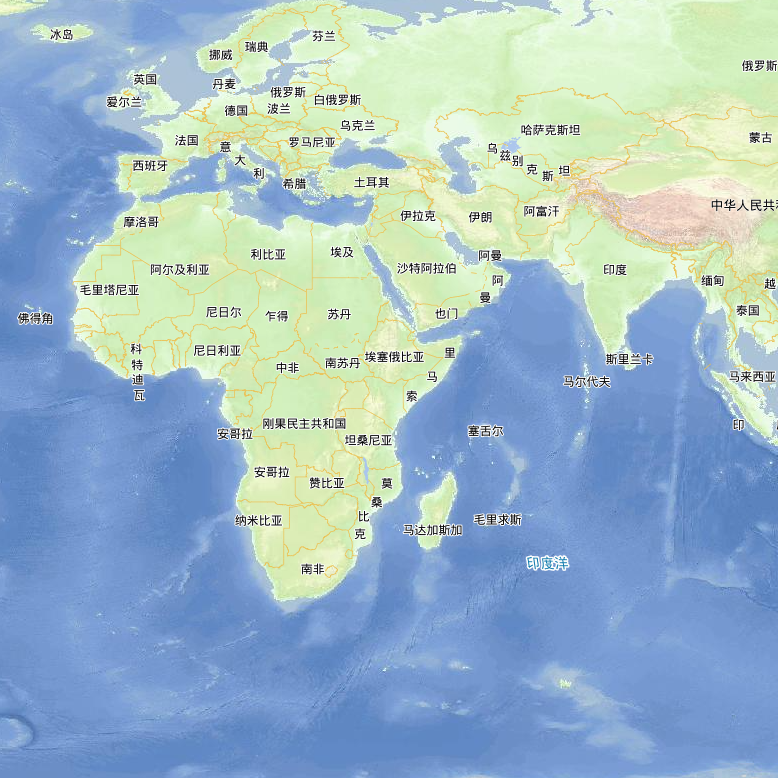 冰岛
芬兰
瑞典
挪威
俄罗斯
英国
丹麦
俄罗斯
白俄罗斯
爱尔兰
德国
波兰
乌克兰
哈萨克斯坦
蒙古
法国
罗马尼亚
意大利
乌兹别克斯坦
西班牙
希腊
土耳其
中华人民共和
摩洛哥
伊拉克
伊朗
阿富汗
利比亚
埃及
阿曼
阿尔及利亚
沙特阿拉伯
印度
阿曼
缅甸
越
毛里塔尼亚
佛得角
尼日尔
乍得
苏丹
也门
泰国
科特迪瓦
尼日利亚
中非
南苏丹
埃塞俄比亚
索马里
斯里兰卡
马尔代夫
马来西亚
刚果民主共和国
安哥拉
坦桑尼亚
塞舌尔
印
安哥拉
赞比亚
莫桑比克
纳米比亚
马达加斯加
毛里求斯
南非
印度洋